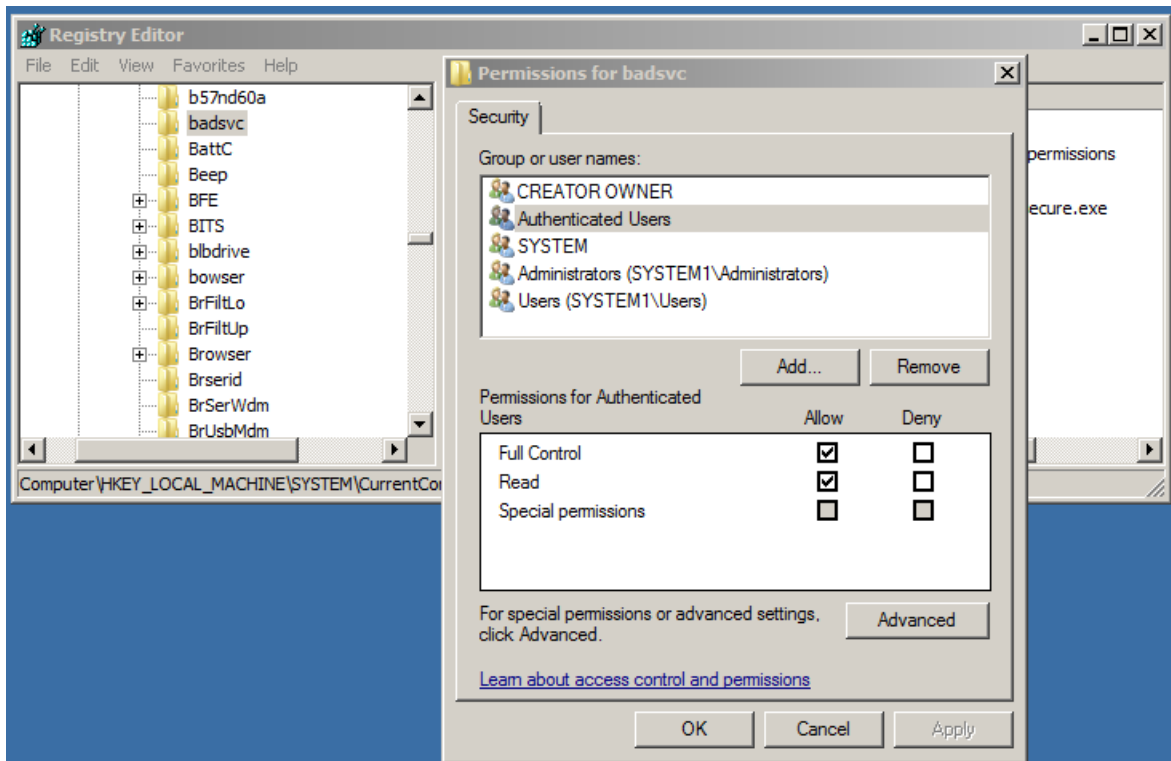 Registry Editor
File Edit View Favorites Help
b57nd60a
badsvc
BattC
Beep
BFE
BITS
blbdrive
bowser
BrFiltLo
BrFiltUp
Browser
Brserid
BrSerWdm
BrUsbMdm
Computer\HKEY_LOCAL_MACHINE\SYSTEM\CurrentCo
Permissions for badsvc
Security
Group or user names:
CREATOR OWNER
Authenticated Users
SYSTEM
Administrators (SYSTEM1\Administrators)
Users (SYSTEM1\Users)
Add... Remove
Permissions for Authenticated
Users Allow Deny
Full Control
Read
Special permissions
For special permissions or advanced settings,
click Advanced.
Advanced
Learn about access control and permissions
OK Cancel Apply
permissions
ecure.exe